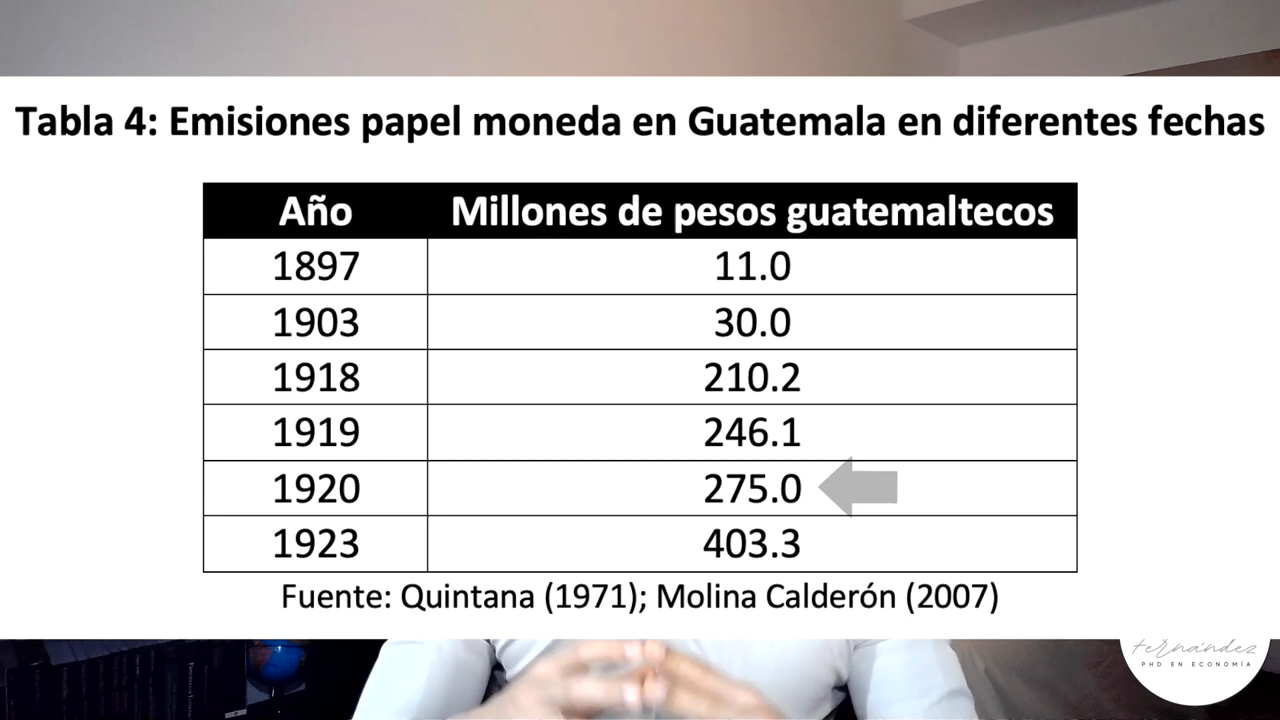 Tabla 4: Emisiones papel moneda en Guatemala en diferentes fechas
Año Millones de pesos guatemaltecos
1897 11.0
1903 30.0
1918 210.2
1919 246.1
1920 275.0
1923 403.3
Fuente: Quintana (1971); Molina Calderón (2007)
fernández
PHD EN ECONOMÍA